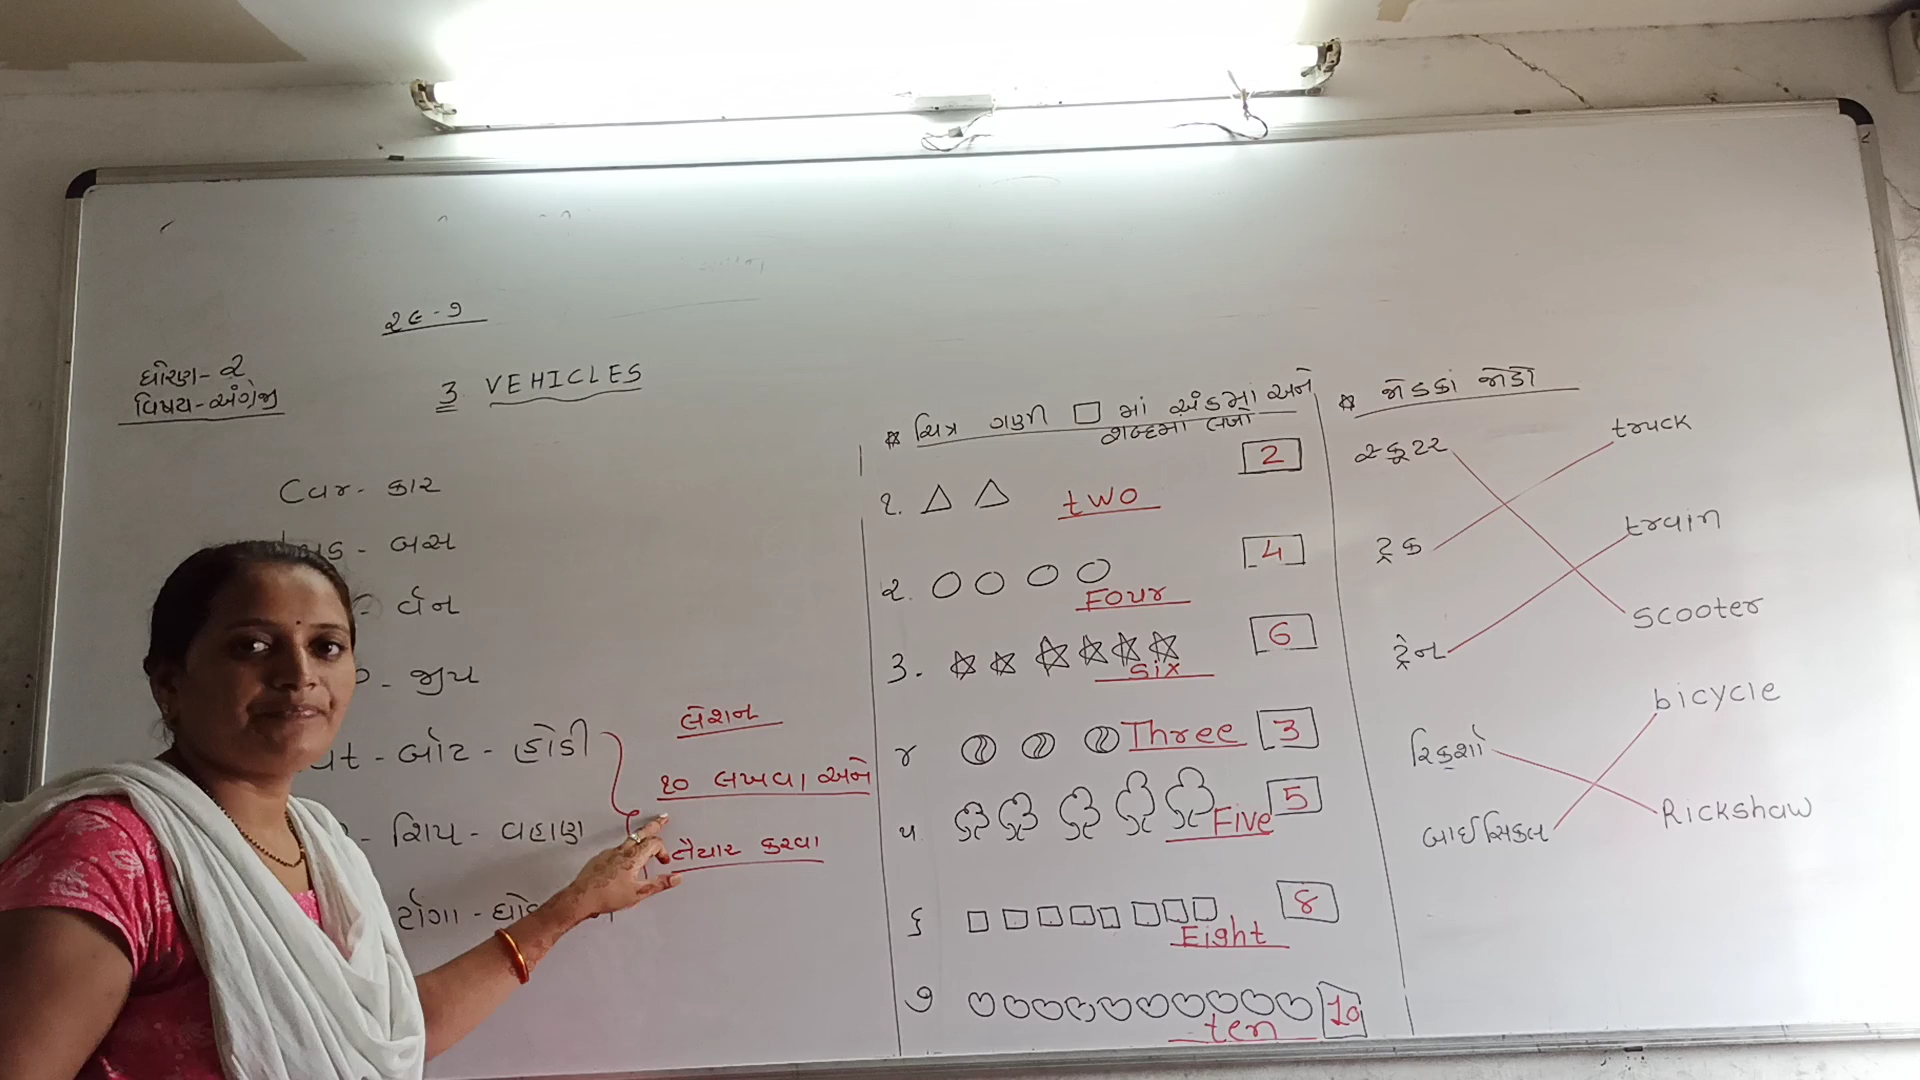 ૨૯-૭
ધોરણ-૨
વિષય-અંગ્રેજી
3 VEHICLES
Car - કાર
- બસ
- વૅન
- જીપ
- બોટ - હોડી
- શિપ - વહાણ
ટાંગા -
લેશન
૧૦ લખવા અને
તૈયાર કરવા
* ચિત્ર ગણી □ માં અંકમાં અને
શબ્દમાં લખો
૧. two 2
૨. Four 4
૩. six 6
૪ Three 3
૫ Five 5
૬ Eight 8
૭ ten 10
* જોડકાં જોડો
સ્કૂટર truck
ટ્રક train
ટ્રેન scooter
રિક્શા bicycle
બાઈસિકલ Rickshaw